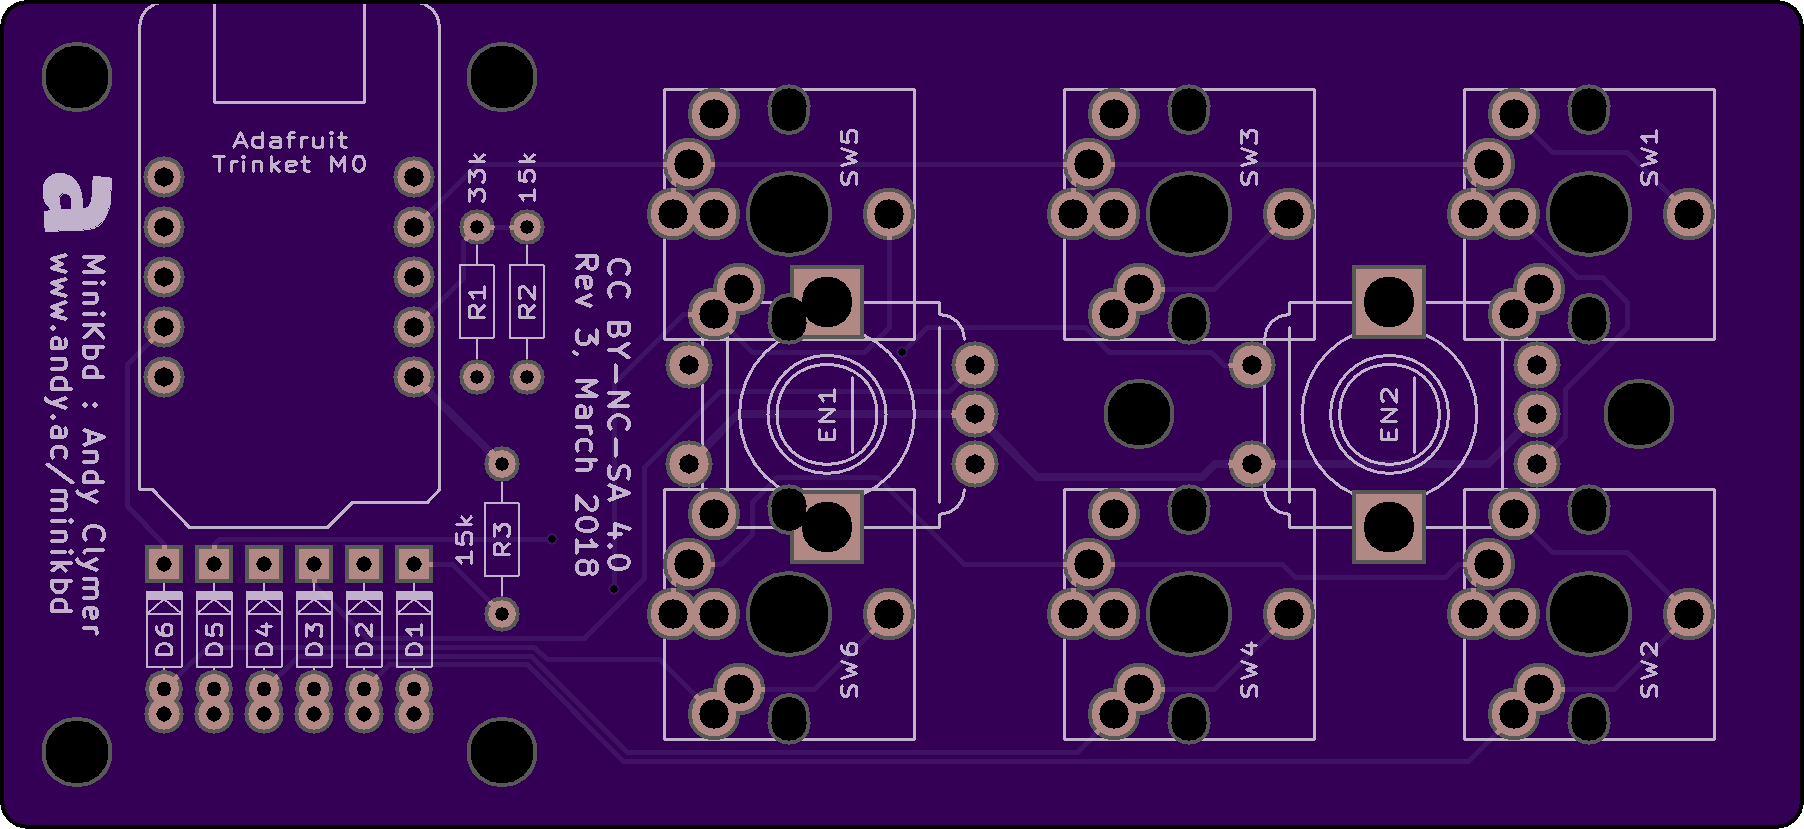 Adafruit
Trinket M0
a
MiniKbd : Andy Clymer
www.andy.ac/minikbd
33k
15k
R1
R2
CC BY-NC-SA 4.0
Rev 3, March 2018
15k
R3
D6
D5
D4
D3
D2
D1
SW5
SW3
SW1
EN1
EN2
SW6
SW4
SW2